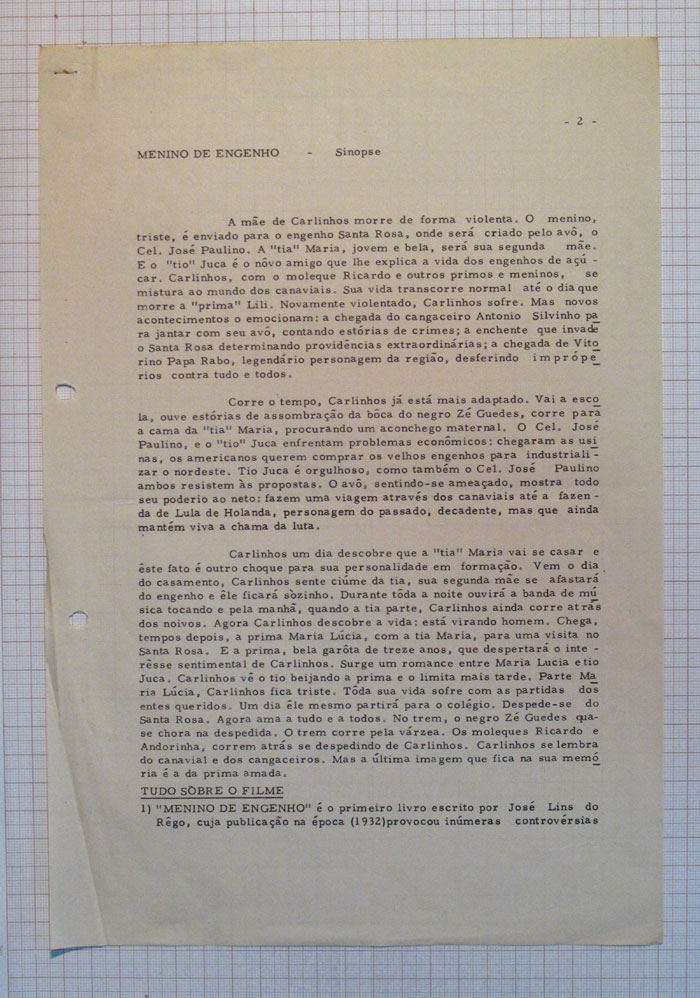 - 2 -
MENINO DE ENGENHO - Sinopse
A mãe de Carlinhos morre de forma violenta. O menino,
triste, é enviado para o engenho Santa Rosa, onde será criado pelo avô, o
Cel. José Paulino. A "tia" Maria, jovem e bela, será sua segunda mãe.
E o "tio" Juca é o nôvo amigo que lhe explica a vida dos engenhos de açú -
car. Carlinhos, com o moleque Ricardo e outros primos e meninos, se
mistura ao mundo dos canaviais. Sua vida transcorre normal até o dia que
morre a "prima" Lili. Novamente violentado, Carlinhos sofre. Mas novos
acontecimentos o emocionam: a chegada do cangaceiro Antonio Silvinho pa
ra jantar com seu avô, contando estórias de crimes; a enchente que invade
o Santa Rosa determinando providências extraordinárias; a chegada de Vito
rino Papa Rabo, legendário personagem da região, desferindo impropé
rios contra tudo e todos.
Corre o tempo, Carlinhos já está mais adaptado. Vai a esco
la, ouve estórias de assombração da bôca do negro Zé Guedes, corre para
a cama da "tia" Maria, procurando um aconchego maternal. O Cel. José
Paulino, e o "tio" Juca enfrentam problemas econômicos: chegaram as usi
nas, os americanos querem comprar os velhos engenhos para industriali -
zar o nordeste. Tio Juca é orgulhoso, como também o Cel. José Paulino
ambos resistem às propostas. O avô, sentindo-se ameaçado, mostra todo
seu poderio ao neto: fazem uma viagem através dos canaviais até a fazen -
da de Lula de Holanda, personagem do passado, decadente, mas que ainda
mantém viva a chama da luta.
Carlinhos um dia descobre que a "tia" Maria vai se casar e
êste fato é outro choque para sua personalidade em formação. Vem o dia
do casamento, Carlinhos sente ciúme da tia, sua segunda mãe se afastará
do engenho e êle ficará sòzinho. Durante tôda a noite ouvirá a banda de mú
sica tocando e pela manhã, quando a tia parte, Carlinhos ainda corre atrás
dos noivos. Agora Carlinhos descobre a vida: está virando homem. Chega,
tempos depois, a prima Maria Lúcia, com a tia Maria, para uma visita no
Santa Rosa. E a prima, bela garôta de treze anos, que despertará o inte -
rêsse sentimental de Carlinhos. Surge um romance entre Maria Lucia e tio
Juca. Carlinhos vê o tio beijando a prima e o limita mais tarde. Parte Ma
ria Lúcia, Carlinhos fica triste. Tôda sua vida sofre com as partidas dos
entes queridos. Um dia êle mesmo partirá para o colégio. Despede-se do
Santa Rosa. Agora ama a tudo e a todos. No trem, o negro Zé Guedes qua-
se chora na despedida. O trem corre pela várzea. Os moleques Ricardo e
Andorinha, correm atrás se despedindo de Carlinhos. Carlinhos se lembra
do canavial e dos cangaceiros. Mas a última imagem que fica na sua memó
ria é a da prima amada.
TUDO SÔBRE O FILME
1) "MENINO DE ENGENHO" é o primeiro livro escrito por José Lins do
Rêgo, cuja publicação na época (1932)provocou inúmeras controvérsias